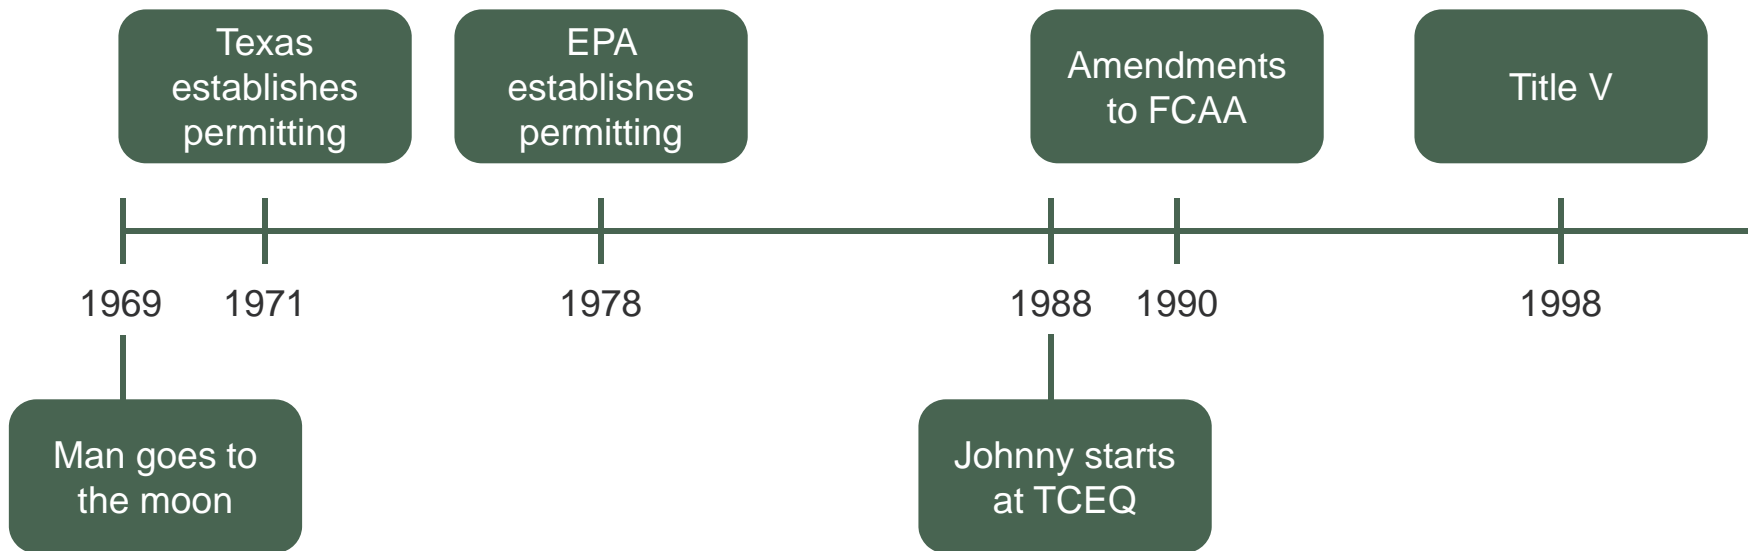 Texas
establishes
permitting
EPA
establishes
permitting
Amendments
to FCAA
Title V
1969
1971
1978
1988
1990
1998
Man goes to
the moon
Johnny starts
at TCEQ